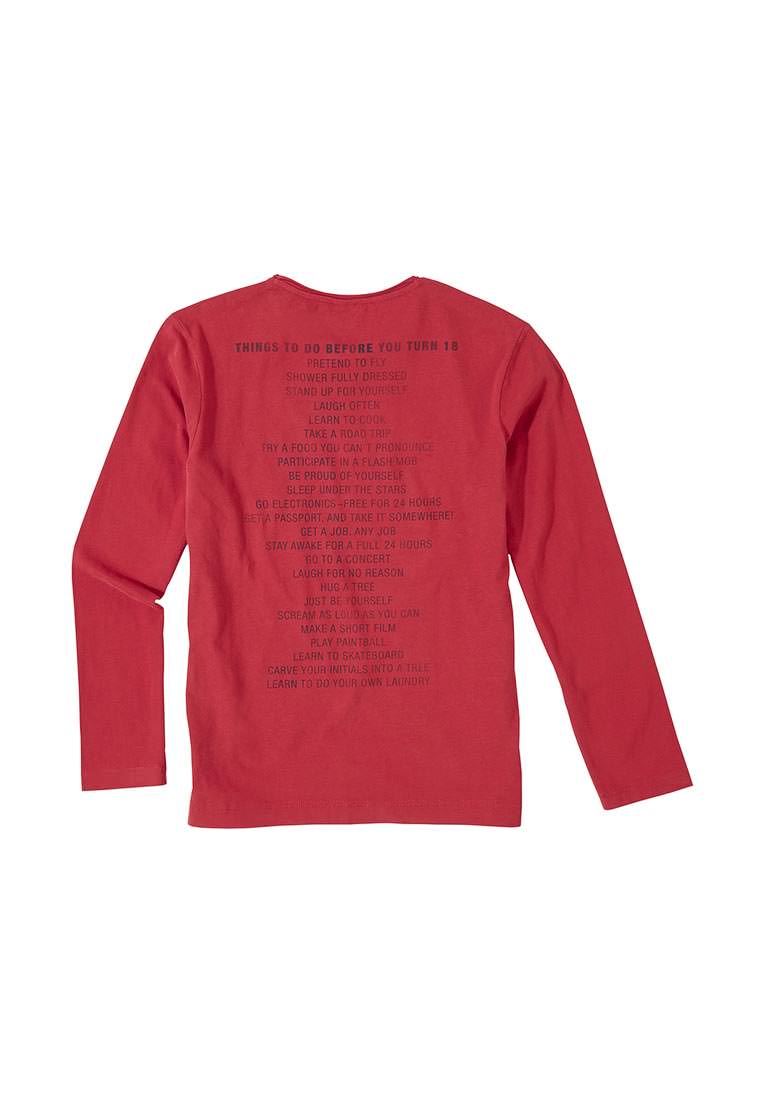 THINGS TO DO BEFORE YOU TURN 18
PRETEND TO FLY
SHOWER FULLY DRESSED
STAND UP FOR YOURSELF
LAUGH OFTEN
LEARN TO COOK
TAKE A ROAD TRIP
TRY A FOOD YOU CAN'T PRONOUNCE
PARTICIPATE IN A FLASH MOB
BE PROUD OF YOURSELF
SLEEP UNDER THE STARS
GO ELECTRONICS-FREE FOR 24 HOURS
GET A PASSPORT, AND TAKE IT SOMEWHERE!
GET A JOB, ANY JOB
STAY AWAKE FOR A FULL 24 HOURS
GO TO A CONCERT
LAUGH FOR NO REASON
HUG A TREE
JUST BE YOURSELF
SCREAM AS LOUD AS YOU CAN
MAKE A SHORT FILM
PLAY PAINTBALL
LEARN TO SKATEBOARD
CARVE YOUR INITIALS INTO A TREE
LEARN TO DO YOUR OWN LAUNDRY